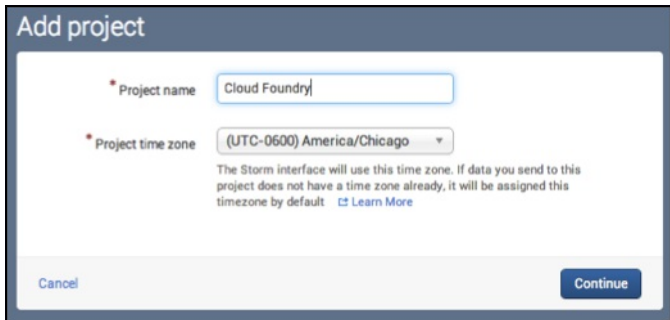 Add project
* Project name
Cloud Foundry
* Project time zone
(UTC-0600) America/Chicago
The Storm interface will use this time zone. If data you send to this
project does not have a time zone already, it will be assigned this
timezone by default Learn More
Cancel
Continue